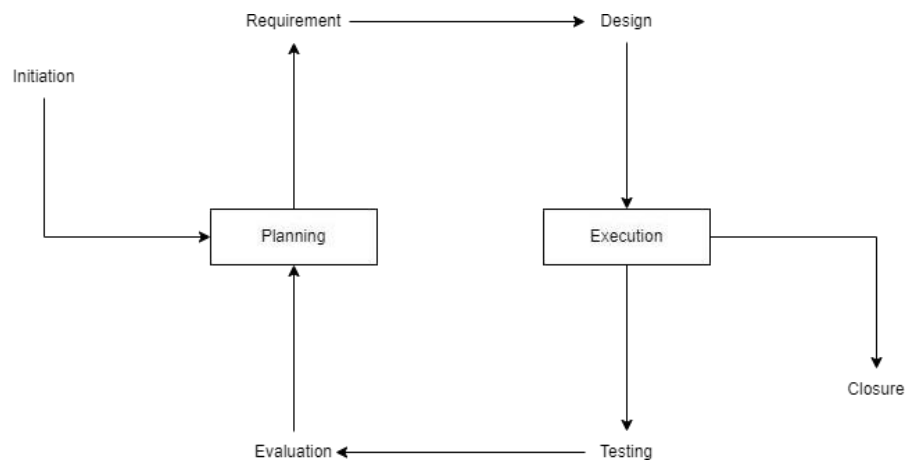 Requirement
Design
Initiation
Planning
Execution
Closure
Evaluation
Testing